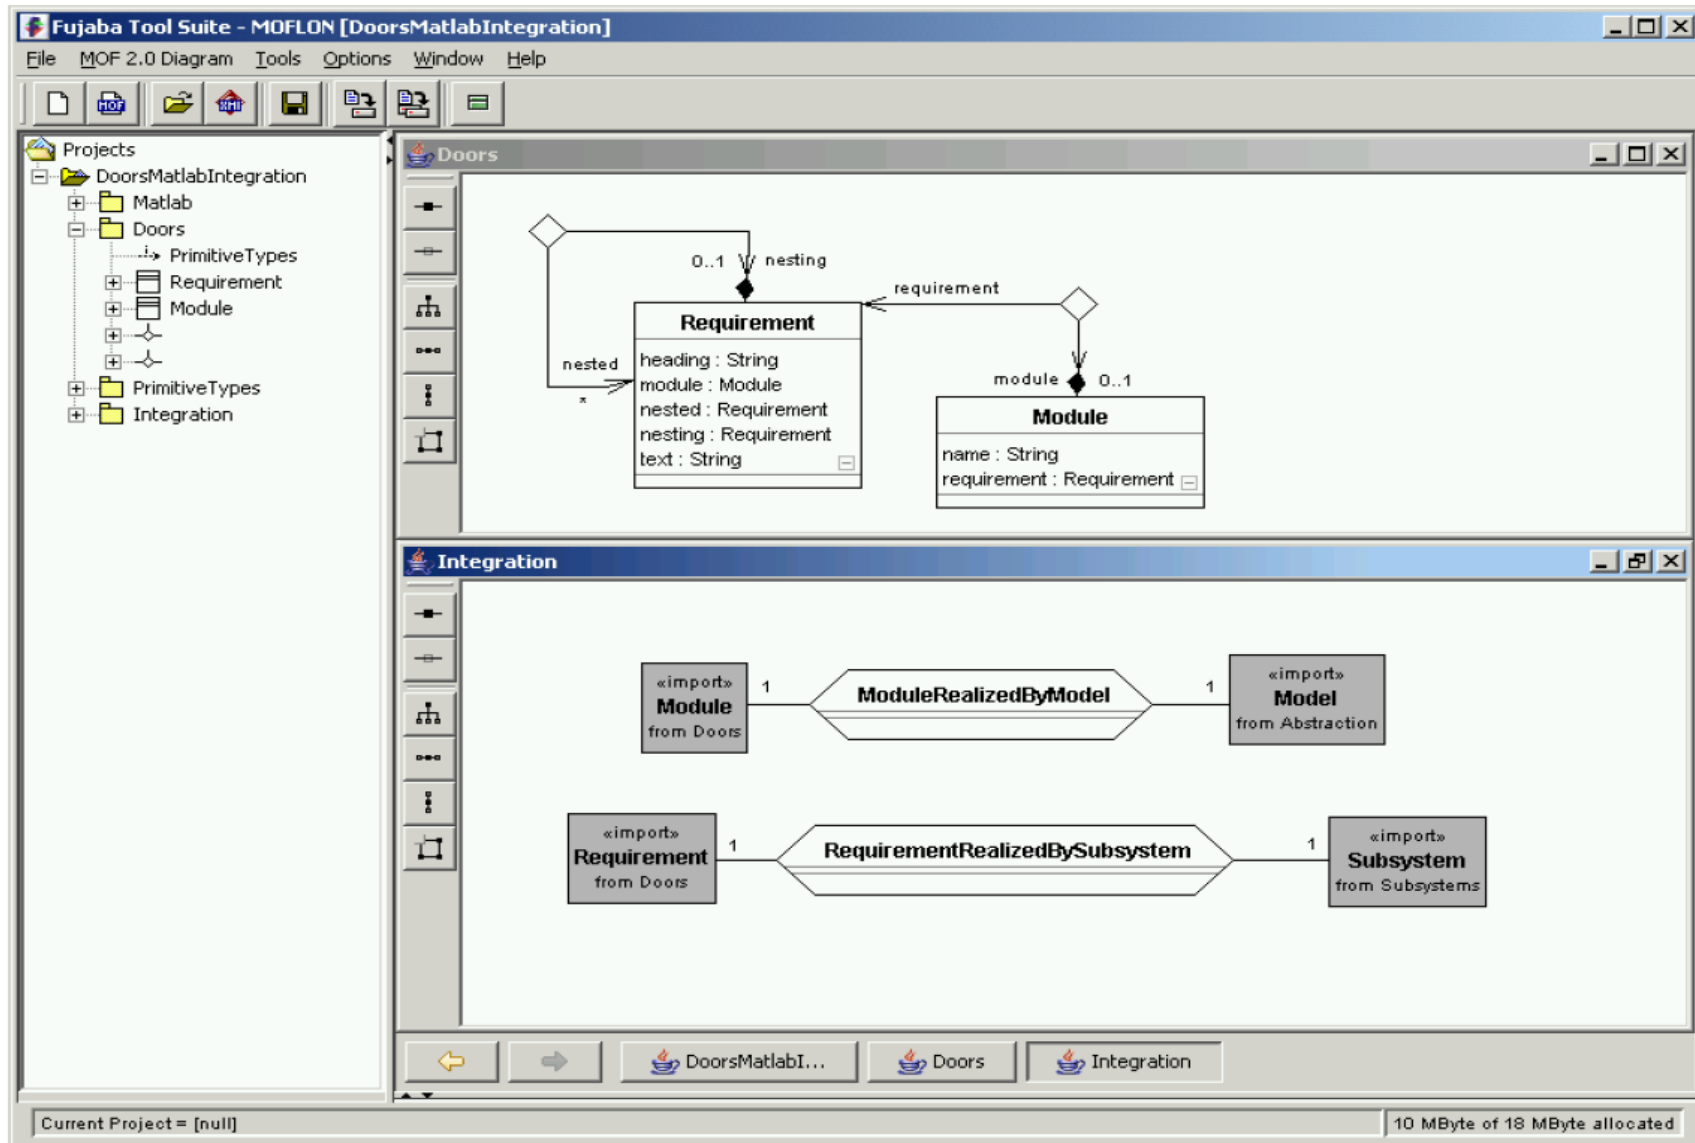 Fujaba Tool Suite - MOFLON [DoorsMatlabIntegration]
File MOF 2.0 Diagram Tools Options Window Help
MOF
XMI
Projects
DoorsMatlabIntegration
Matlab
Doors
PrimitiveTypes
Requirement
Module
PrimitiveTypes
Integration
Doors
0..1 nesting
requirement
Requirement
heading : String
module : Module
nested : Requirement
nesting : Requirement
text : String
nested
*
module 0..1
Module
name : String
requirement : Requirement
Integration
«import»
Module
from Doors
1
ModuleRealizedByModel
1
«import»
Model
from Abstraction
«import»
Requirement
from Doors
1
RequirementRealizedBySubsystem
1
«import»
Subsystem
from Subsystems
DoorsMatlabI...
Doors
Integration
Current Project = [null]
10 MByte of 18 MByte allocated